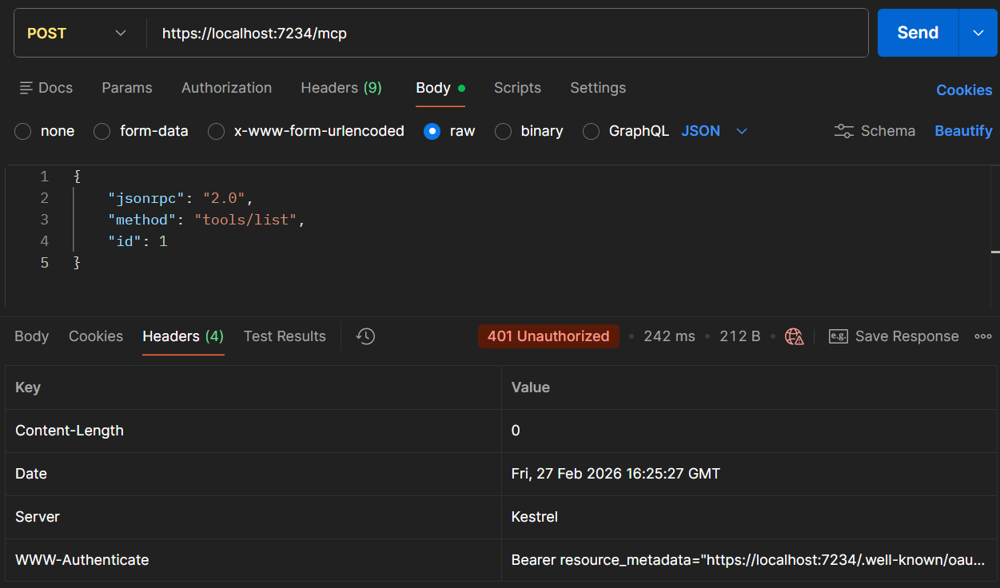 POST https://localhost:7234/mcp Send
Docs Params Authorization Headers (9) Body Scripts Settings Cookies
none form-data x-www-form-urlencoded raw binary GraphQL JSON Schema Beautify
1 {
2 "jsonrpc": "2.0",
3 "method": "tools/list",
4 "id": 1
5 }
Body Cookies Headers (4) Test Results 401 Unauthorized • 242 ms • 212 B • e.g. Save Response
Key Value
Content-Length 0
Date Fri, 27 Feb 2026 16:25:27 GMT
Server Kestrel
WWW-Authenticate Bearer resource_metadata="https://localhost:7234/.well-known/oau...